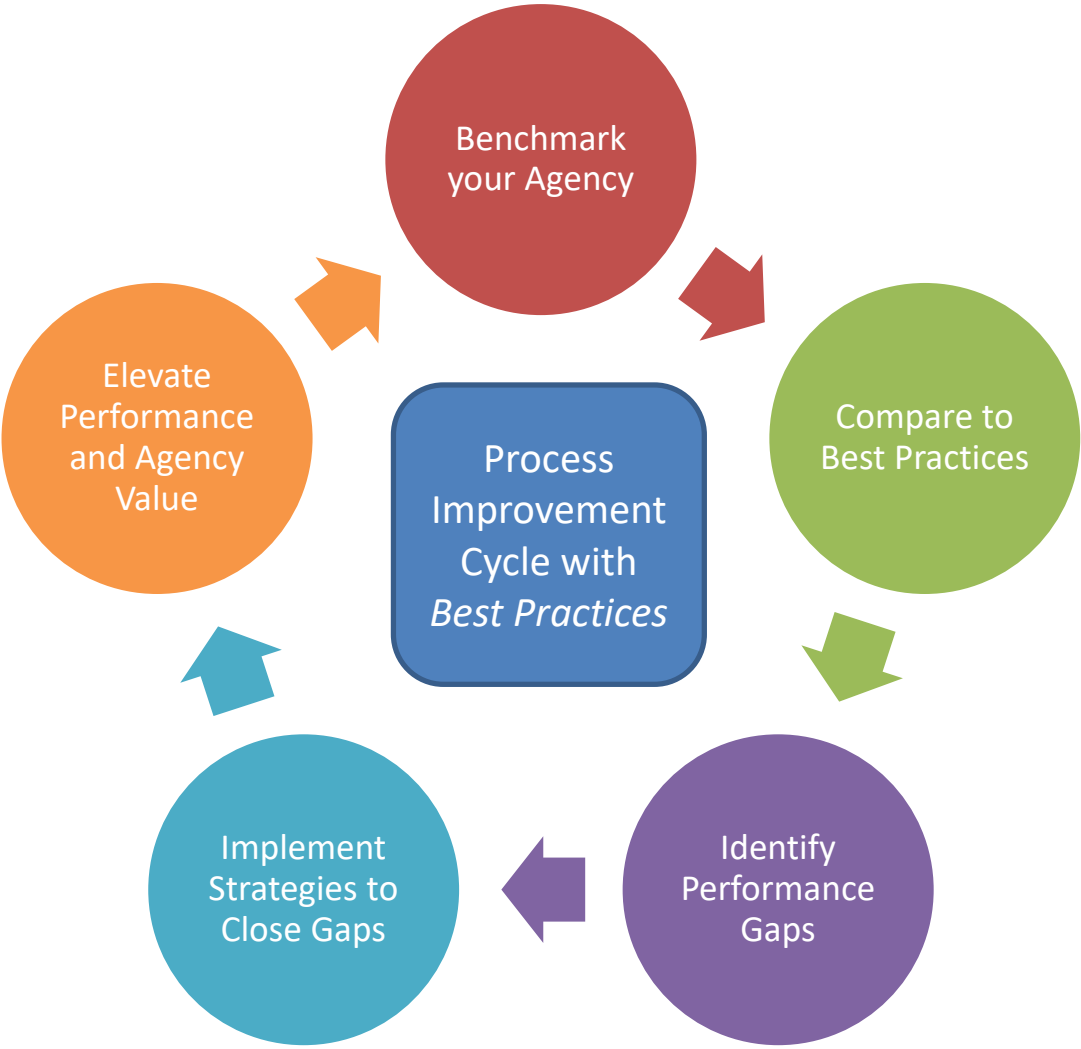 Benchmark
your Agency
Compare to
Best Practices
Identify
Performance
Gaps
Implement
Strategies to
Close Gaps
Elevate
Performance
and Agency
Value
Process
Improvement
Cycle with
Best Practices